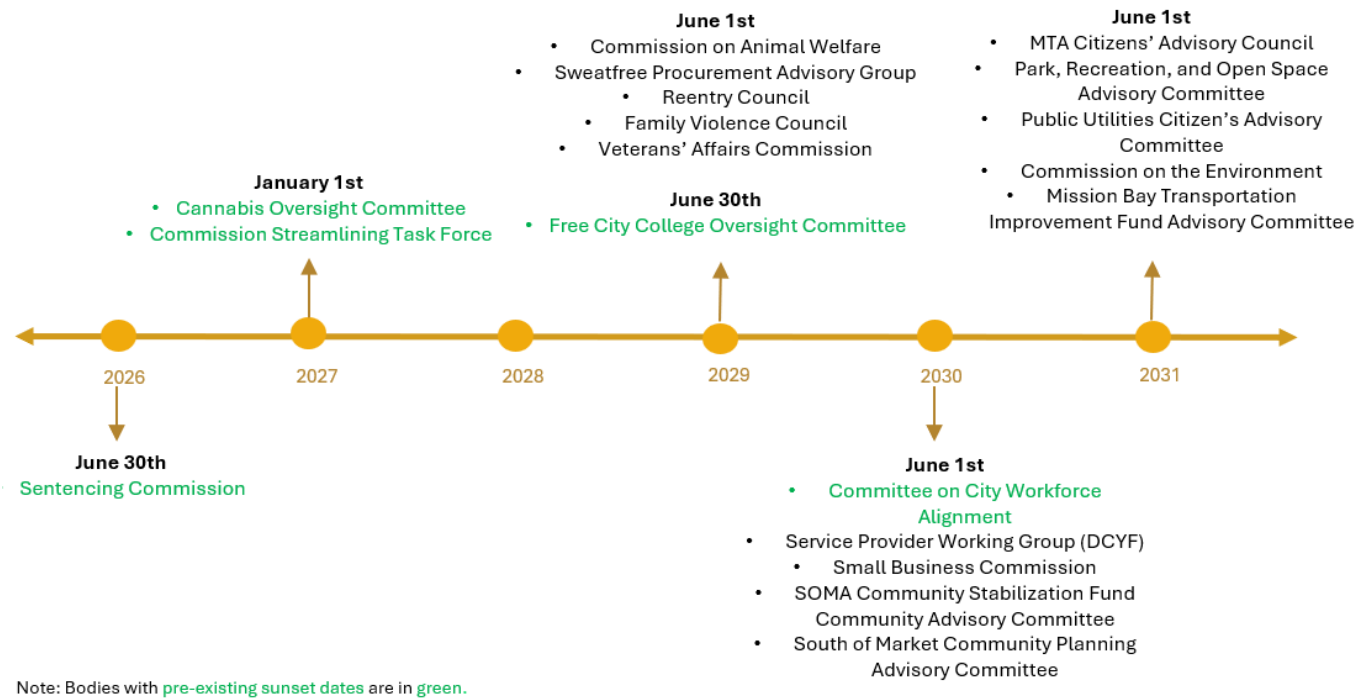 June 1st
• Commission on Animal Welfare
• Sweatfree Procurement Advisory Group
• Reentry Council
• Family Violence Council
• Veterans’ Affairs Commission
June 1st
• MTA Citizens’ Advisory Council
• Park, Recreation, and Open Space
Advisory Committee
• Public Utilities Citizen’s Advisory
Committee
• Commission on the Environment
• Mission Bay Transportation
Improvement Fund Advisory Committee
January 1st
• Cannabis Oversight Committee
• Commission Streamlining Task Force
June 30th
• Free City College Oversight Committee
2026
2027
2028
2029
2030
2031
June 30th
Sentencing Commission
June 1st
• Committee on City Workforce
Alignment
• Service Provider Working Group (DCYF)
• Small Business Commission
• SOMA Community Stabilization Fund
Community Advisory Committee
• South of Market Community Planning
Advisory Committee
Note: Bodies with pre-existing sunset dates are in green.